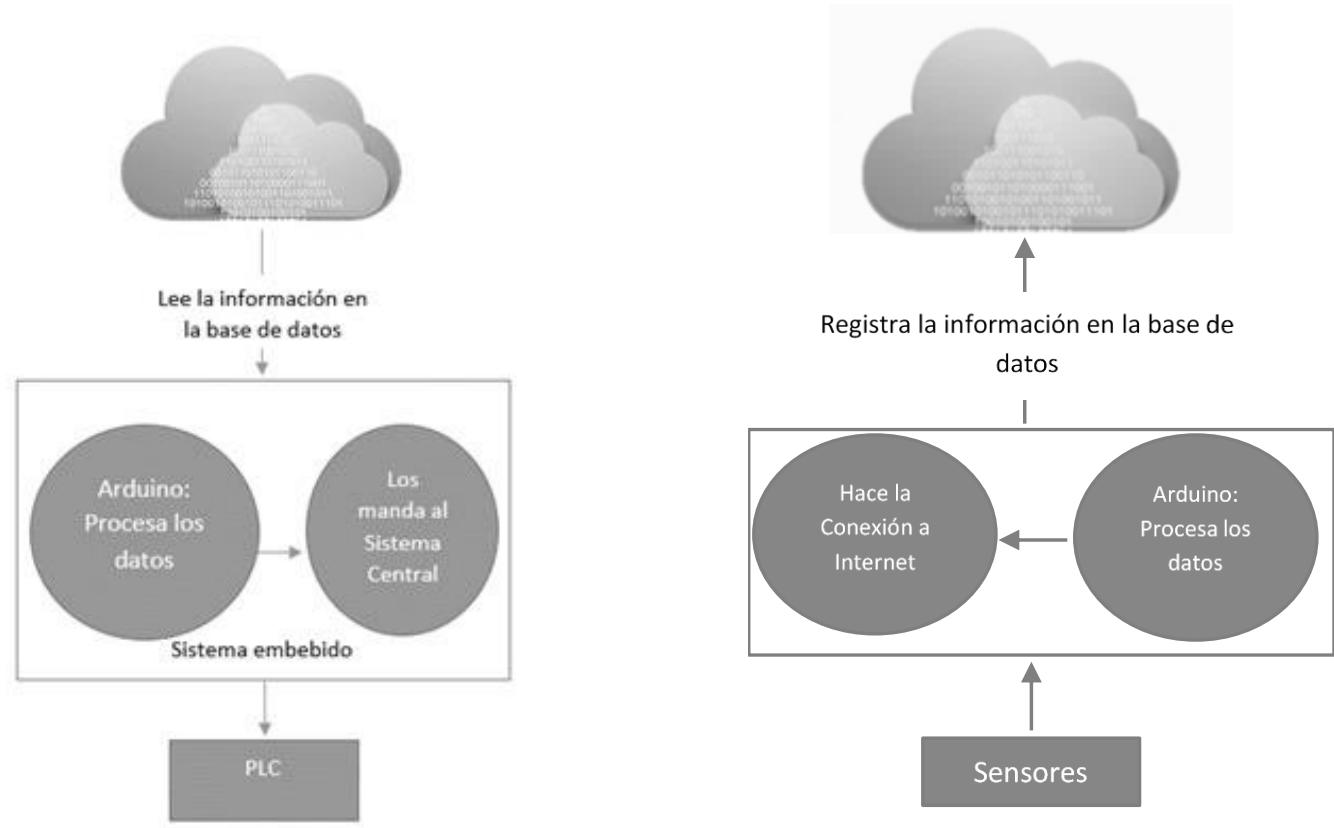 Lee la información en
la base de datos
Arduino:
Procesa los
datos
Los
manda al
Sistema
Central
Sistema embebido
PLC
Registra la información en la base de
datos
Hace la
Conexión a
Internet
Arduino:
Procesa los
datos
Sensores